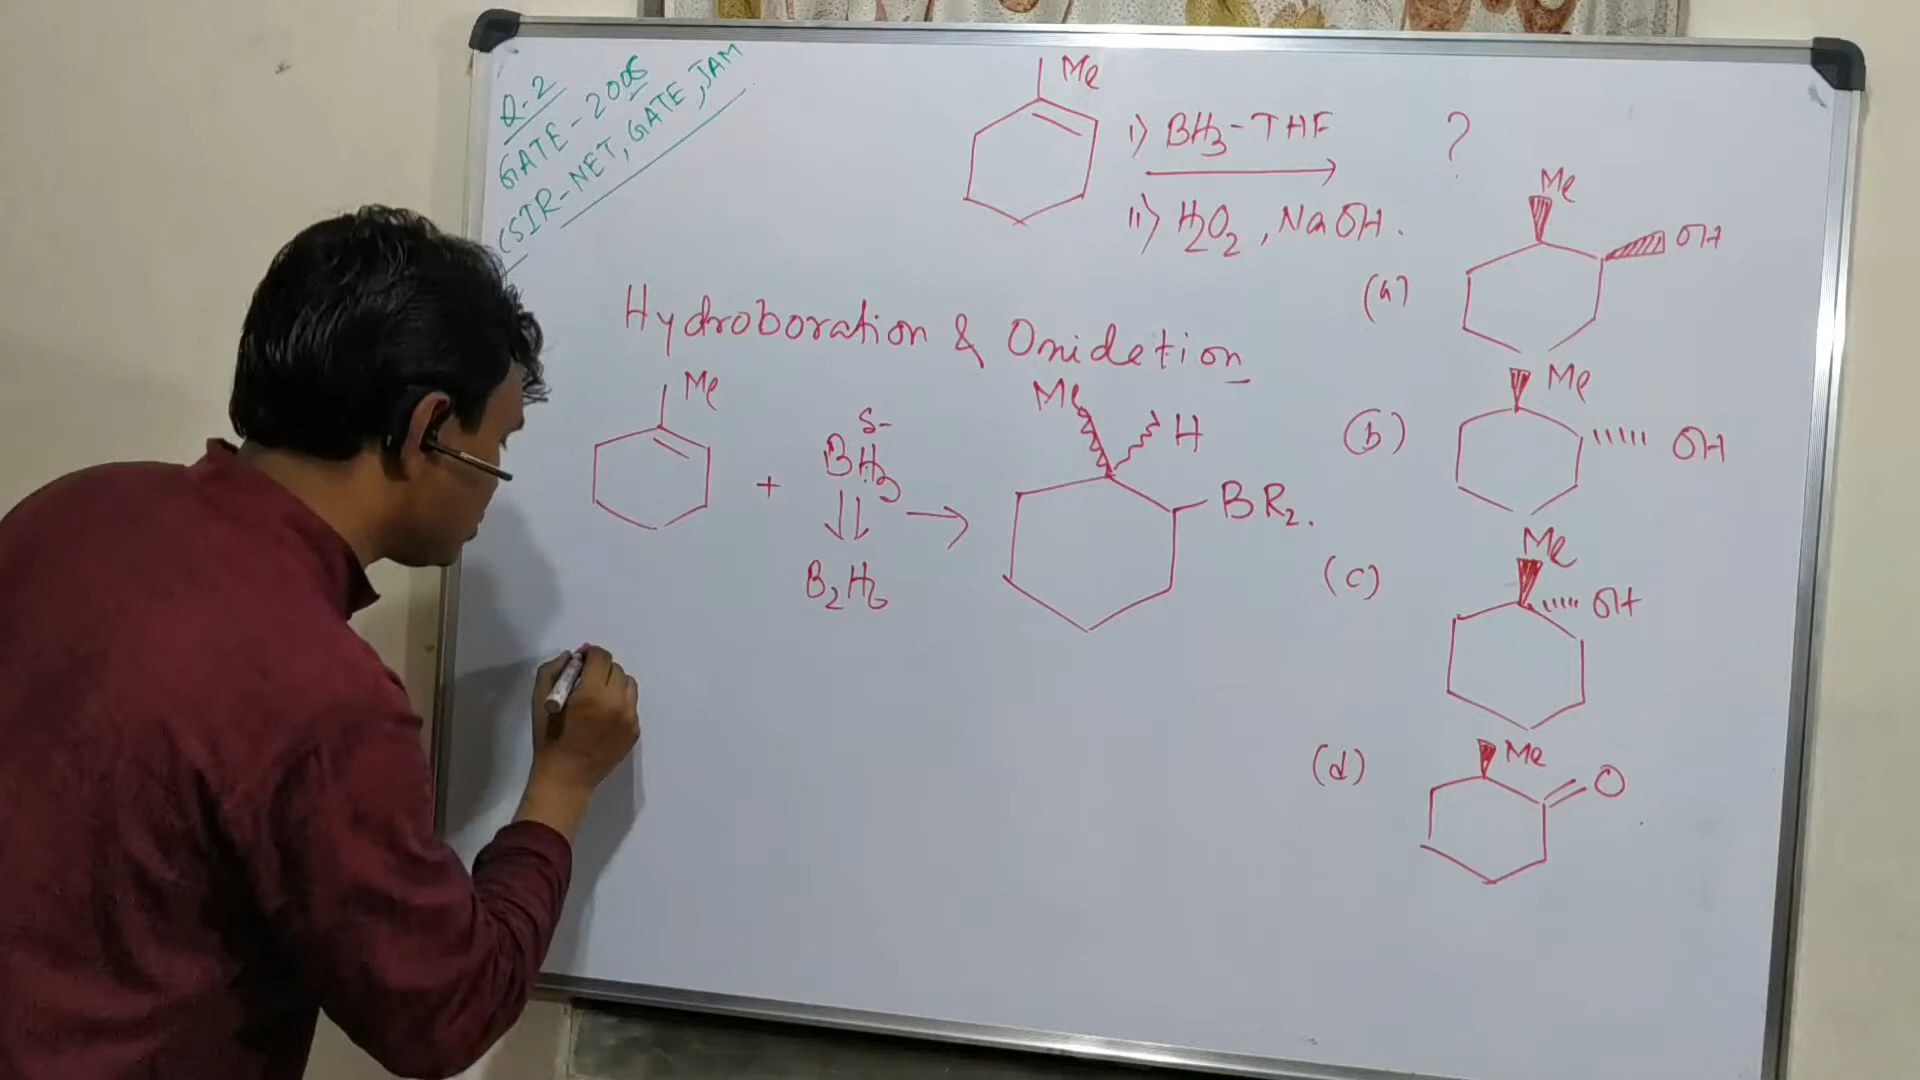 Q-2
GATE-2005
CSIR-NET, GATE, JAM
Me
i) BH3-THF
ii) H2O2, NaOH.
?
Hydroboration & Onidetion
Me
+
δ-
BH3
B2H6
Me
H
BR2.
(a)
Me
OH
(b)
Me
OH
(c)
Me
OH
(d)
Me
O